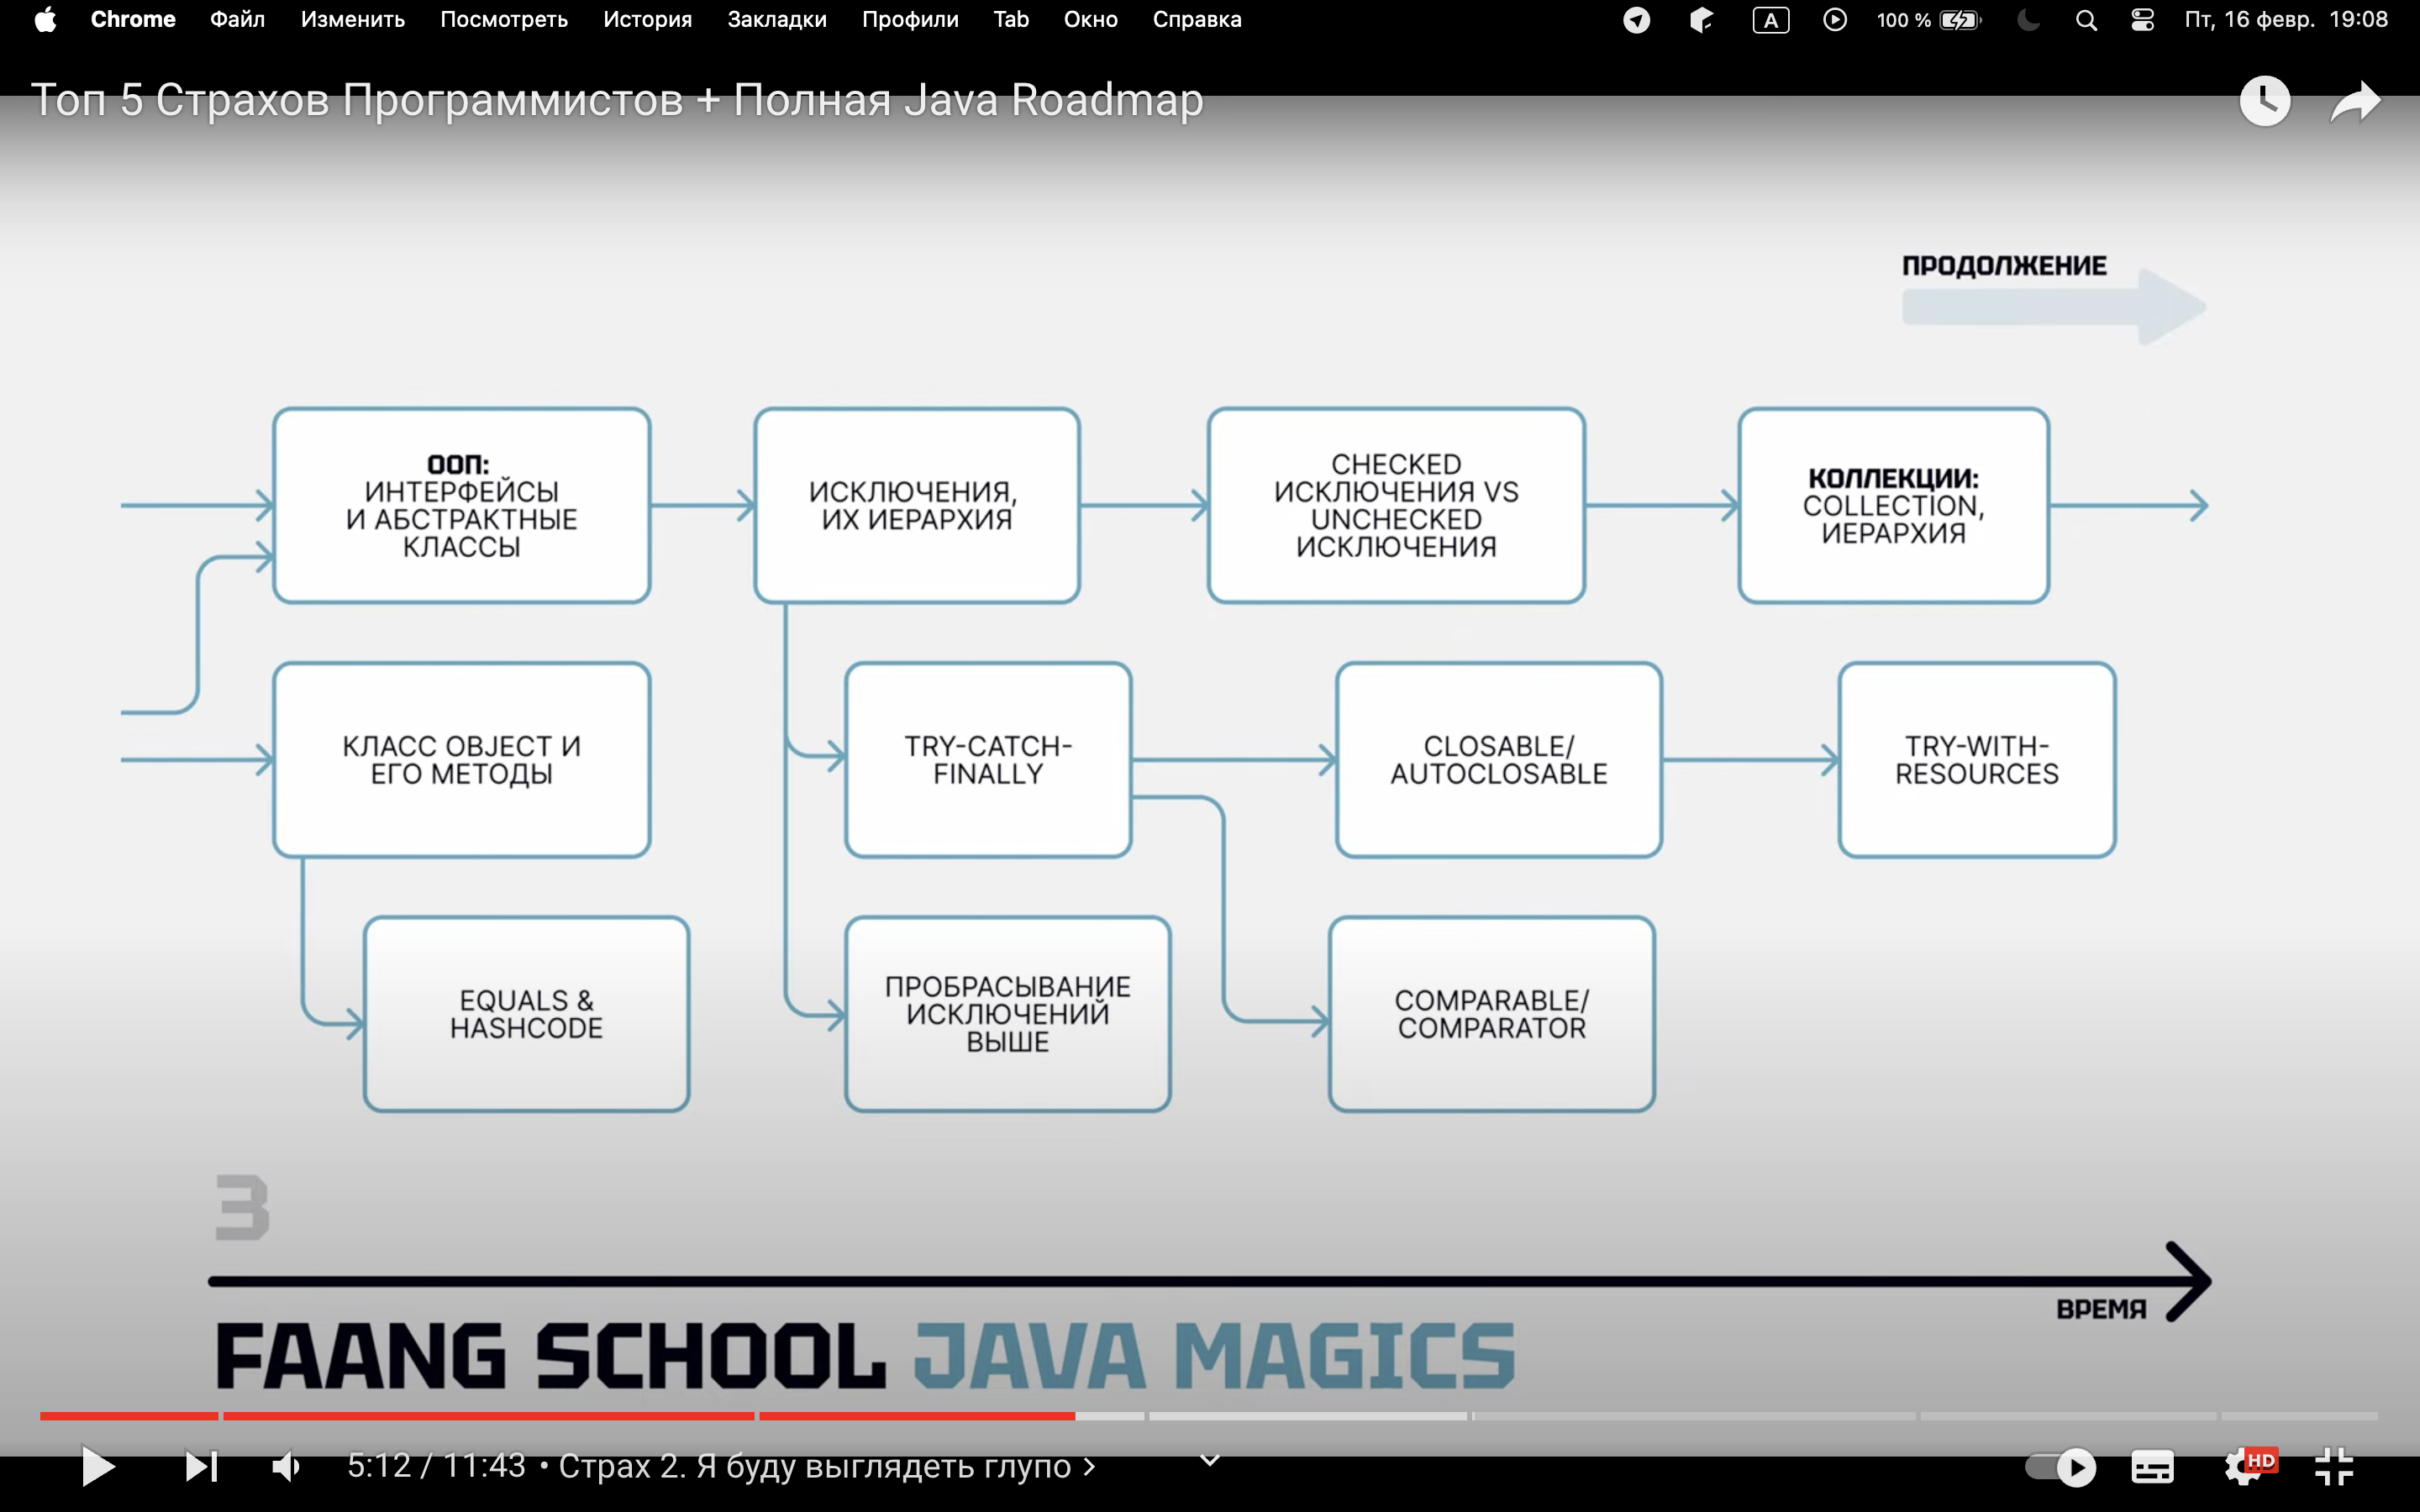 Chrome Файл Изменить Посмотреть История Закладки Профили Tab Окно Справка A 100 % Пт, 16 февр. 19:08
Топ 5 Страхов Программистов + Полная Java Roadmap
ПРОДОЛЖЕНИЕ
ООП:
ИНТЕРФЕЙСЫ
И АБСТРАКТНЫЕ
КЛАССЫ
ИСКЛЮЧЕНИЯ,
ИХ ИЕРАРХИЯ
CHECKED
ИСКЛЮЧЕНИЯ VS
UNCHECKED
ИСКЛЮЧЕНИЯ
КОЛЛЕКЦИИ:
COLLECTION,
ИЕРАРХИЯ
КЛАСС OBJECT И
ЕГО МЕТОДЫ
TRY-CATCH-
FINALLY
CLOSABLE/
AUTOCLOSABLE
TRY-WITH-
RESOURCES
EQUALS &
HASHCODE
ПРОБРАСЫВАНИЕ
ИСКЛЮЧЕНИЙ
ВЫШЕ
COMPARABLE/
COMPARATOR
3
ВРЕМЯ
FAANG SCHOOL JAVA MAGICS
5:12 / 11:43 • Страх 2. Я буду выглядеть глупо
HD